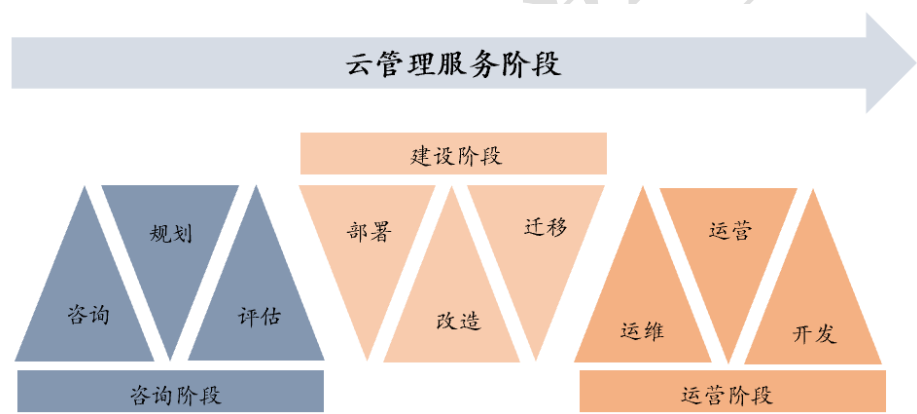 云管理服务阶段
建设阶段
规划
部署
迁移
运营
咨询
评估
改造
运维
开发
咨询阶段
运营阶段